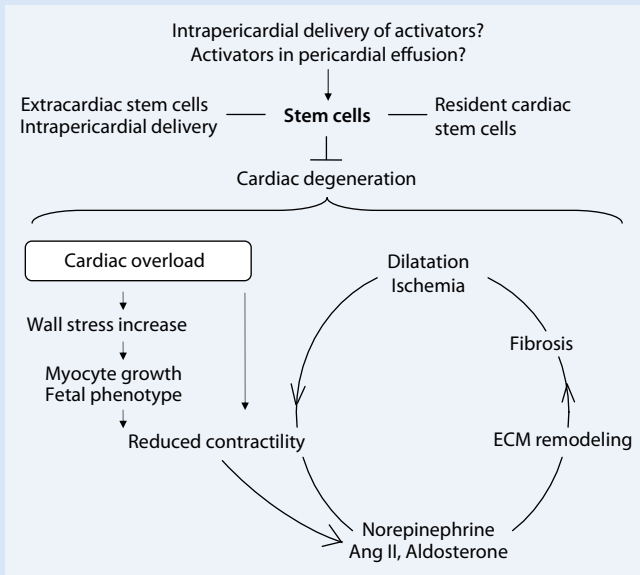 Intrapericardial delivery of activators?
Activators in pericardial effusion?
Extracardiac stem cells
Intrapericardial delivery
Stem cells
Resident cardiac
stem cells
Cardiac degeneration
Cardiac overload
Wall stress increase
Myocyte growth
Fetal phenotype
Reduced contractility
Dilatation
Ischemia
Fibrosis
ECM remodeling
Norepinephrine
Ang II, Aldosterone